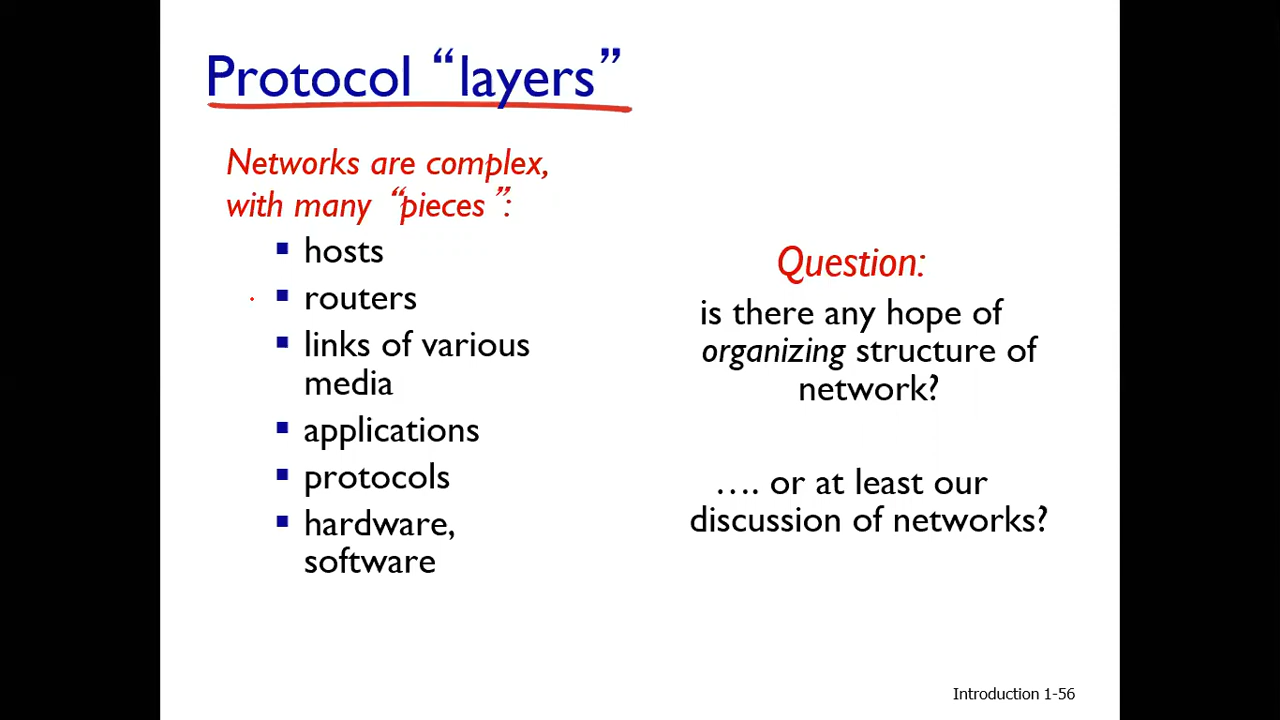 Protocol “layers”
Networks are complex,
with many “pieces”:
hosts
routers
links of various
media
applications
protocols
hardware,
software
Question:
is there any hope of
organizing structure of
network?
…. or at least our
discussion of networks?
Introduction 1-56